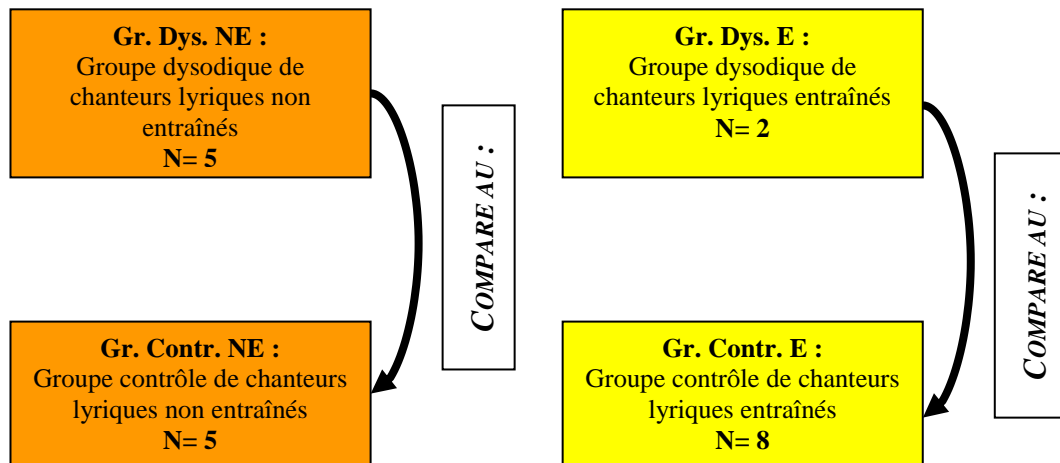 Gr. Dys. NE :
Groupe dysodique de
chanteurs lyriques non
entraînés
N= 5
Gr. Dys. E :
Groupe dysodique de
chanteurs lyriques entraînés
N= 2
COMPARE AU :
COMPARE AU :
Gr. Contr. NE :
Groupe contrôle de chanteurs
lyriques non entraînés
N= 5
Gr. Contr. E :
Groupe contrôle de chanteurs
lyriques entraînés
N= 8